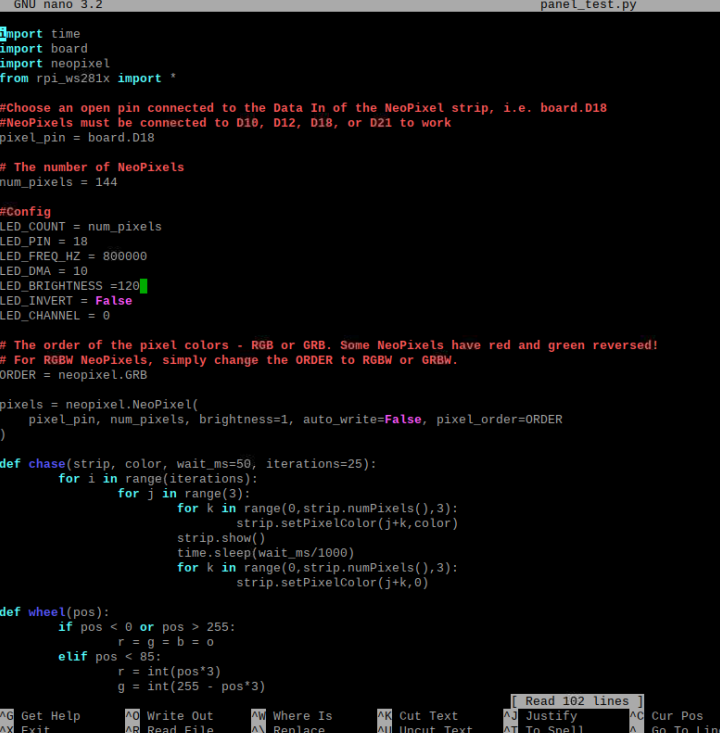 GNU nano 3.2 panel_test.py
import time
import board
import neopixel
from rpi_ws281x import *
#Choose an open pin connected to the Data In of the NeoPixel strip, i.e. board.D18
#NeoPixels must be connected to D10, D12, D18, or D21 to work
pixel_pin = board.D18
# The number of NeoPixels
num_pixels = 144
#Config
LED_COUNT = num_pixels
LED_PIN = 18
LED_FREQ_HZ = 800000
LED_DMA = 10
LED_BRIGHTNESS =120
LED_INVERT = False
LED_CHANNEL = 0
# The order of the pixel colors - RGB or GRB. Some NeoPixels have red and green reversed!
# For RGBW NeoPixels, simply change the ORDER to RGBW or GRBW.
ORDER = neopixel.GRB
pixels = neopixel.NeoPixel(
    pixel_pin, num_pixels, brightness=1, auto_write=False, pixel_order=ORDER
)
def chase(strip, color, wait_ms=50, iterations=25):
        for i in range(iterations):
                for j in range(3):
                        for k in range(0,strip.numPixels(),3):
                                strip.setPixelColor(j+k,color)
                        strip.show()
                        time.sleep(wait_ms/1000)
                        for k in range(0,strip.numPixels(),3):
                                strip.setPixelColor(j+k,0)
def wheel(pos):
        if pos < 0 or pos > 255:
                r = g = b = o
        elif pos < 85:
                r = int(pos*3)
                g = int(255 - pos*3)
[ Read 102 lines ]
^G Get Help ^O Write Out ^W Where Is ^K Cut Text ^J Justify ^C Cur Pos
^X Exit ^R Read File ^\ Replace ^U Uncut Text ^T To Spell ^_ Go To Lin